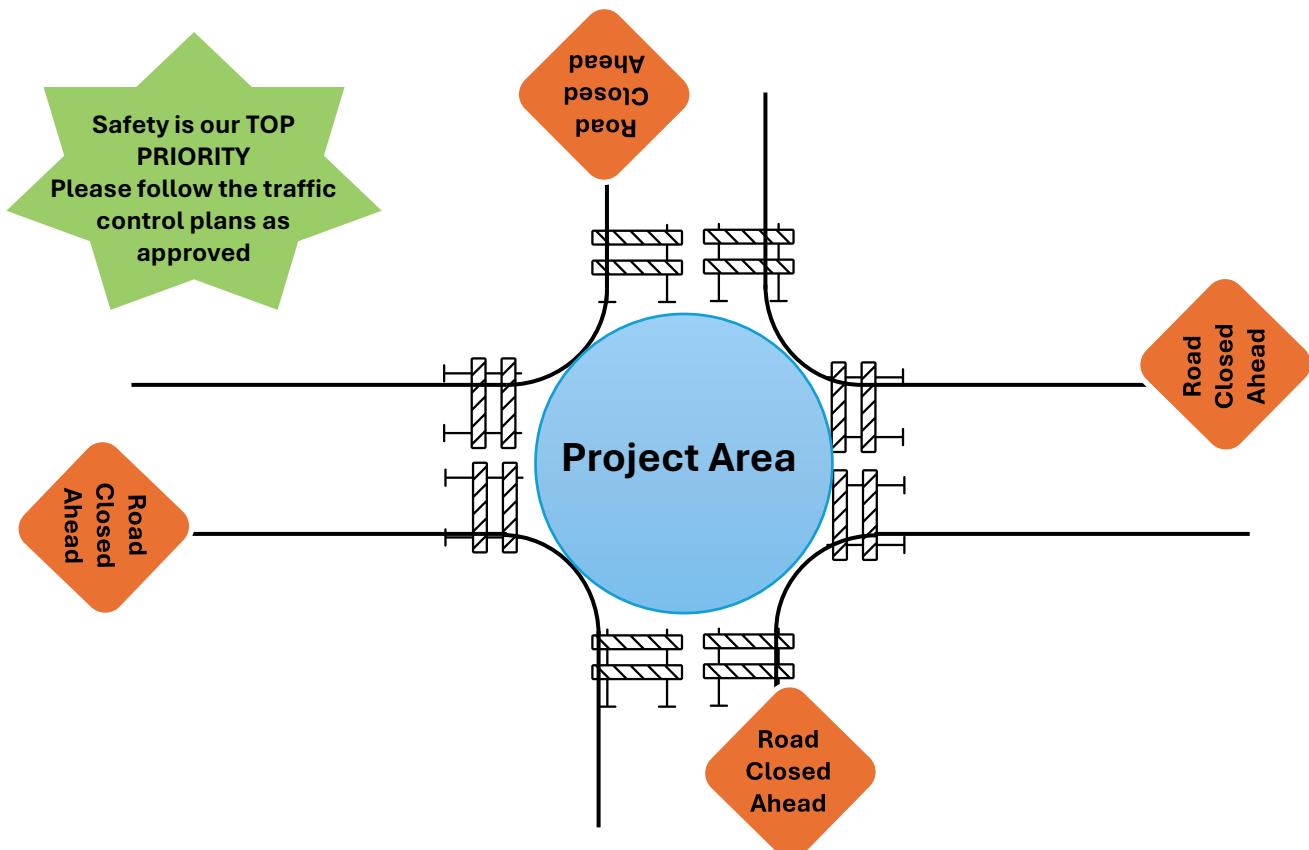 Safety is our TOP
PRIORITY
Please follow the traffic
control plans as
approved
Road
Closed
Ahead
Road
Closed
Ahead
Project Area
Road
Closed
Ahead
Road
Closed
Ahead